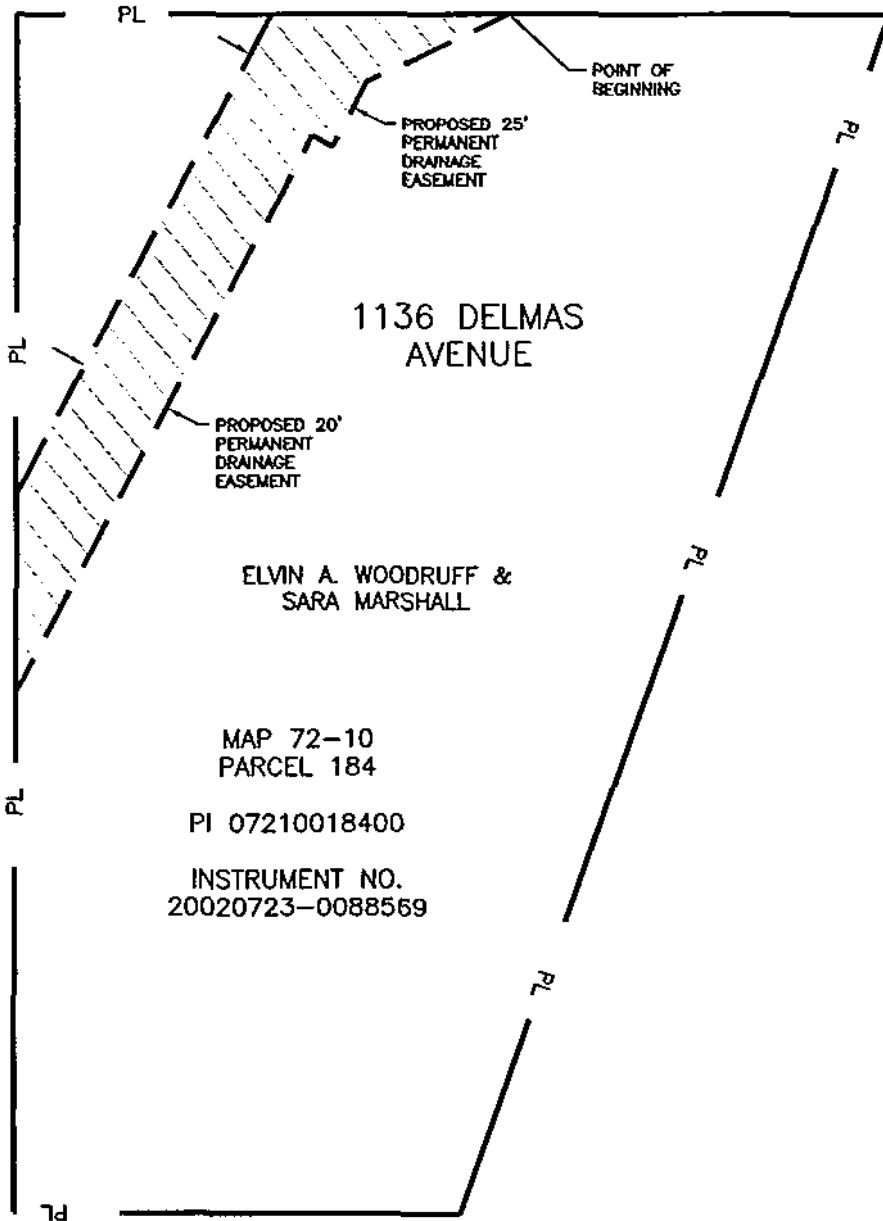 PL
POINT OF
BEGINNING
PL
PROPOSED 25'
PERMANENT
DRAINAGE
EASEMENT
1136 DELMAS
AVENUE
PL
PROPOSED 20'
PERMANENT
DRAINAGE
EASEMENT
PL
ELVIN A. WOODRUFF &
SARA MARSHALL
MAP 72-10
PARCEL 184
PL
PI 07210018400
INSTRUMENT NO.
20020723-0088569
PL
PL